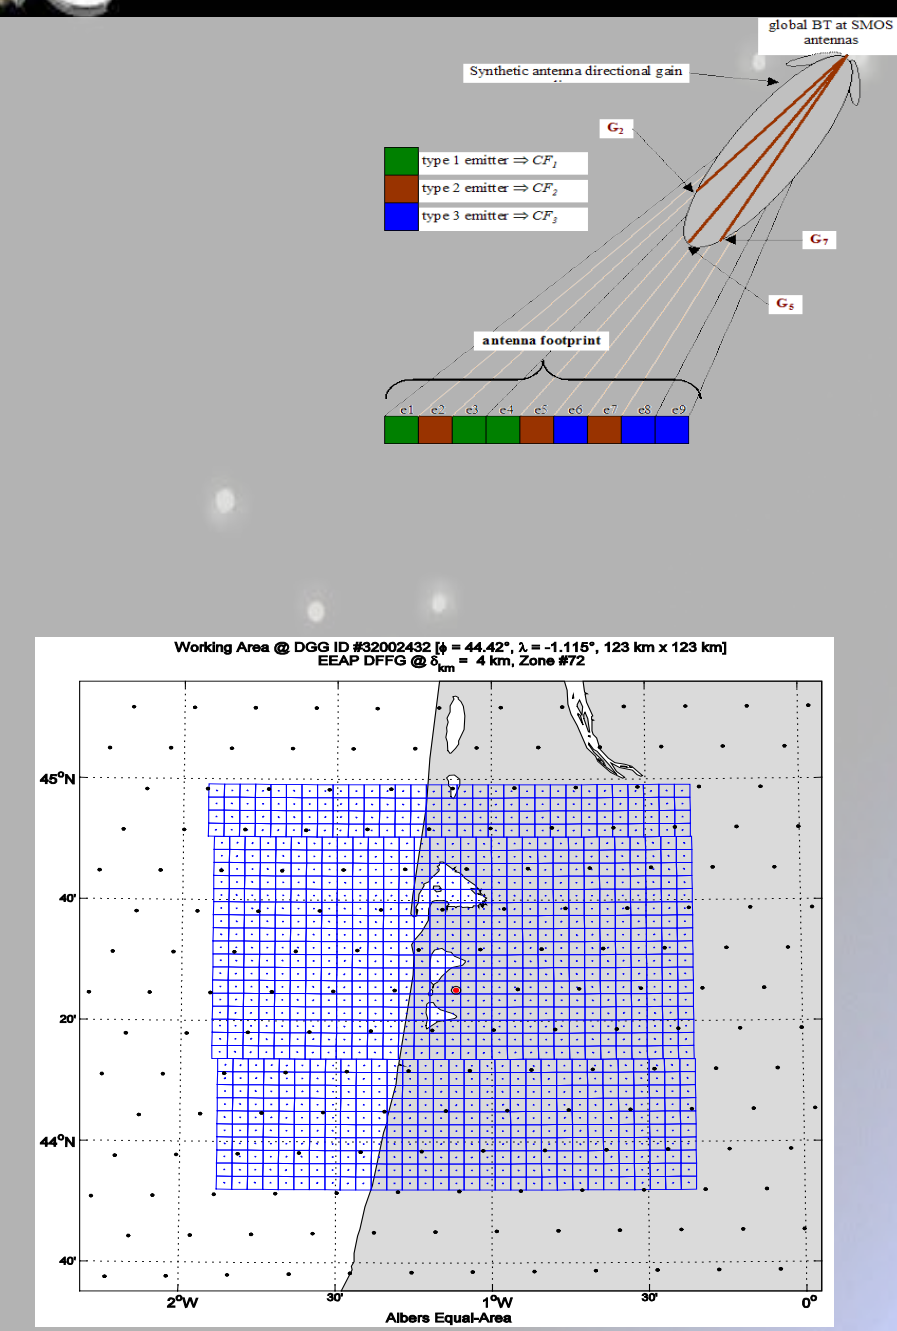 global BT at SMOS
antennas
Synthetic antenna directional gain
G2
type 1 emitter ⇒ CF1
type 2 emitter ⇒ CF2
type 3 emitter ⇒ CF3
G7
G5
antenna footprint
e1 e2 e3 e4 e5 e6 e7 e8 e9
Working Area @ DGG ID #32002432 [ϕ = 44.42°, λ = -1.115°, 123 km x 123 km]
EEAP DFFG @ δkm = 4 km, Zone #72
45°N
40'
20'
44°N
40'
2°W 30' 1°W 30' 0°
Albers Equal-Area